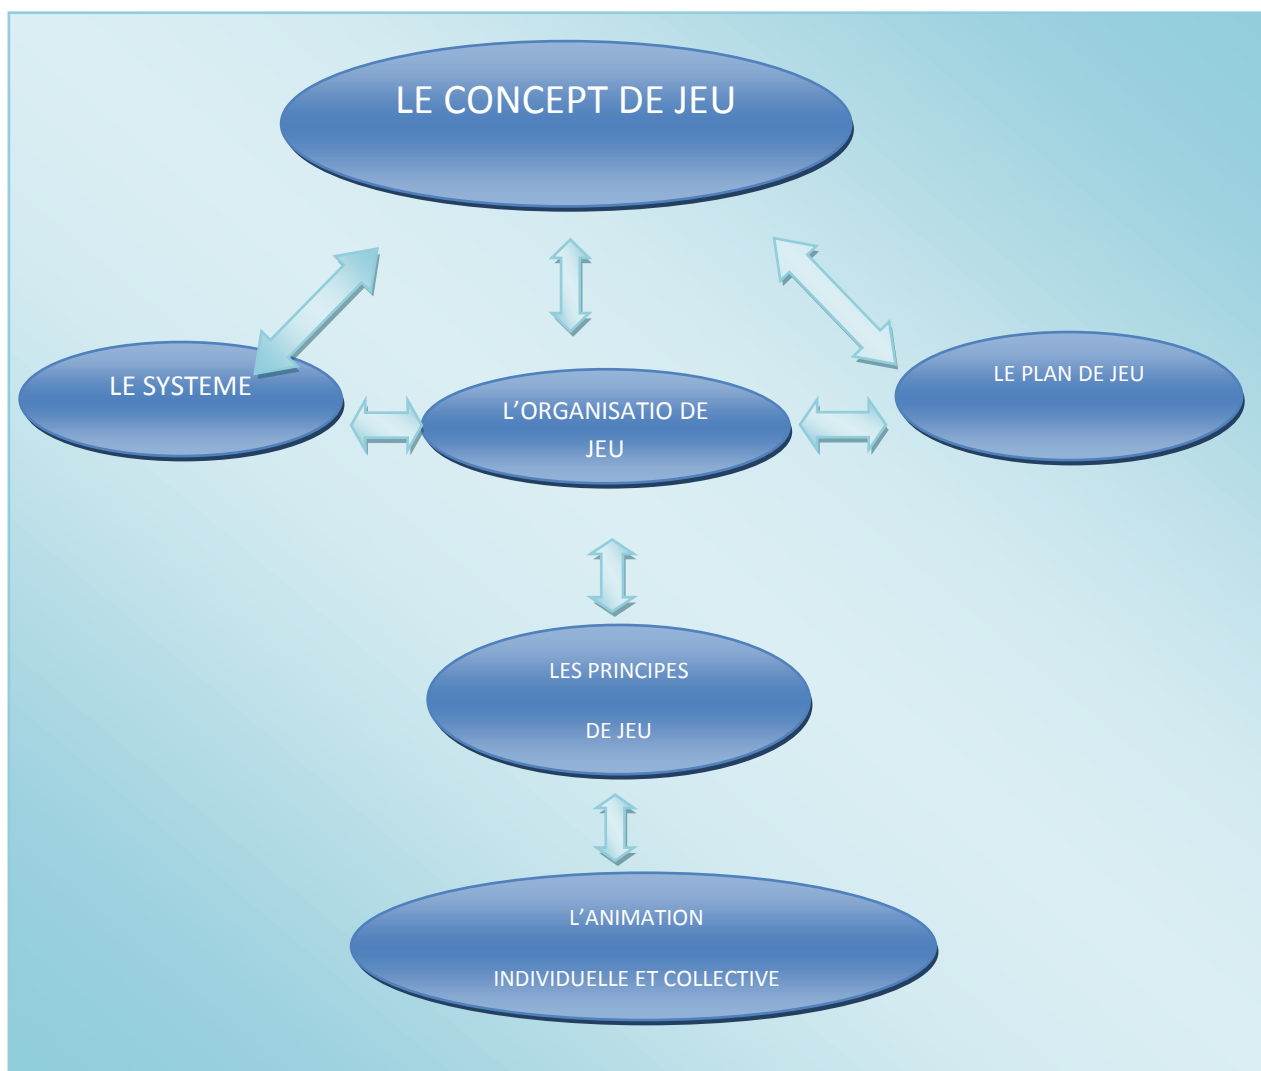 LE CONCEPT DE JEU
LE SYSTEME
L’ORGANISATIO DE
JEU
LE PLAN DE JEU
LES PRINCIPES
DE JEU
L’ANIMATION
INDIVIDUELLE ET COLLECTIVE